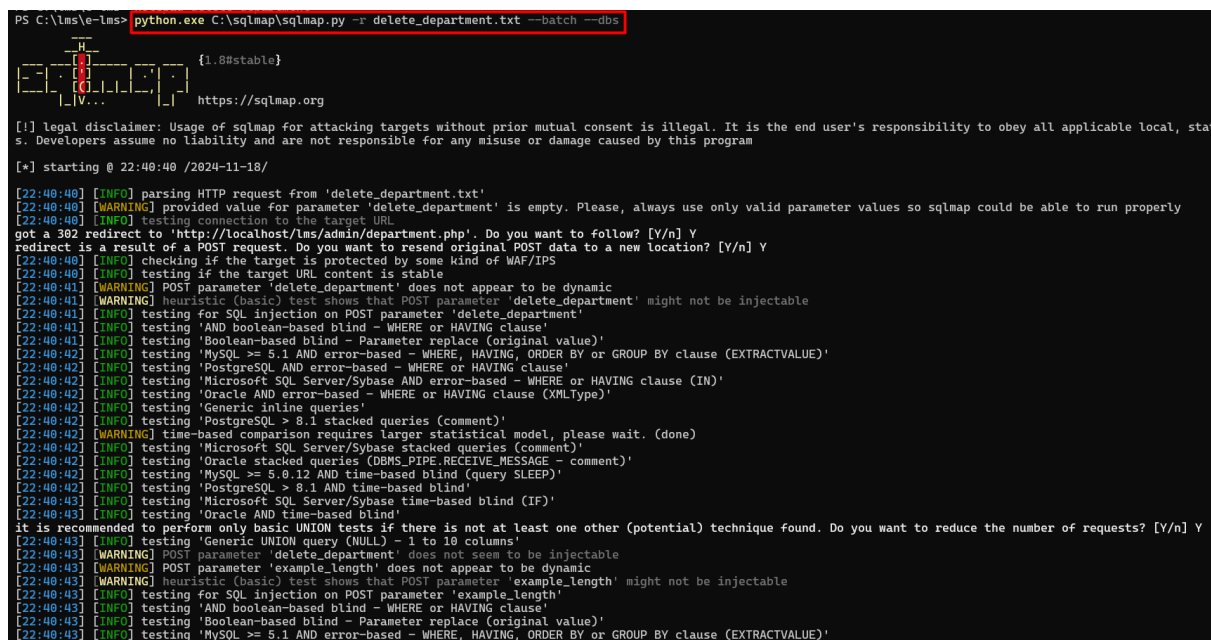 PS C:\lms\e-lms> python.exe C:\sqlmap\sqlmap.py -r delete_department.txt --batch --dbs
{1.8#stable}
https://sqlmap.org
[!] legal disclaimer: Usage of sqlmap for attacking targets without prior mutual consent is illegal. It is the end user's responsibility to obey all applicable local, sta
s. Developers assume no liability and are not responsible for any misuse or damage caused by this program
[*] starting @ 22:40:40 /2024-11-18/
[22:40:40] [INFO] parsing HTTP request from 'delete_department.txt'
[22:40:40] [WARNING] provided value for parameter 'delete_department' is empty. Please, always use only valid parameter values so sqlmap could be able to run properly
[22:40:40] [INFO] testing connection to the target URL
got a 302 redirect to 'http://localhost/lms/admin/department.php'. Do you want to follow? [Y/n] Y
redirect is a result of a POST request. Do you want to resend original POST data to a new location? [Y/n] Y
[22:40:40] [INFO] checking if the target is protected by some kind of WAF/IPS
[22:40:40] [INFO] testing if the target URL content is stable
[22:40:41] [WARNING] POST parameter 'delete_department' does not appear to be dynamic
[22:40:41] [WARNING] heuristic (basic) test shows that POST parameter 'delete_department' might not be injectable
[22:40:41] [INFO] testing for SQL injection on POST parameter 'delete_department'
[22:40:41] [INFO] testing 'AND boolean-based blind - WHERE or HAVING clause'
[22:40:41] [INFO] testing 'Boolean-based blind - Parameter replace (original value)'
[22:40:42] [INFO] testing 'MySQL >= 5.1 AND error-based - WHERE, HAVING, ORDER BY or GROUP BY clause (EXTRACTVALUE)'
[22:40:42] [INFO] testing 'PostgreSQL AND error-based - WHERE or HAVING clause'
[22:40:42] [INFO] testing 'Microsoft SQL Server/Sybase AND error-based - WHERE or HAVING clause (IN)'
[22:40:42] [INFO] testing 'Oracle AND error-based - WHERE or HAVING clause (XMLType)'
[22:40:42] [INFO] testing 'Generic inline queries'
[22:40:42] [INFO] testing 'PostgreSQL > 8.1 stacked queries (comment)'
[22:40:42] [WARNING] time-based comparison requires larger statistical model, please wait. (done)
[22:40:42] [INFO] testing 'Microsoft SQL Server/Sybase stacked queries (comment)'
[22:40:42] [INFO] testing 'Oracle stacked queries (DBMS_PIPE.RECEIVE_MESSAGE - comment)'
[22:40:42] [INFO] testing 'MySQL >= 5.0.12 AND time-based blind (query SLEEP)'
[22:40:42] [INFO] testing 'PostgreSQL > 8.1 AND time-based blind'
[22:40:43] [INFO] testing 'Microsoft SQL Server/Sybase time-based blind (IF)'
[22:40:43] [INFO] testing 'Oracle AND time-based blind'
it is recommended to perform only basic UNION tests if there is not at least one other (potential) technique found. Do you want to reduce the number of requests? [Y/n] Y
[22:40:43] [INFO] testing 'Generic UNION query (NULL) - 1 to 10 columns'
[22:40:43] [WARNING] POST parameter 'delete_department' does not seem to be injectable
[22:40:43] [WARNING] POST parameter 'example_length' does not appear to be dynamic
[22:40:43] [WARNING] heuristic (basic) test shows that POST parameter 'example_length' might not be injectable
[22:40:43] [INFO] testing for SQL injection on POST parameter 'example_length'
[22:40:43] [INFO] testing 'AND boolean-based blind - WHERE or HAVING clause'
[22:40:43] [INFO] testing 'Boolean-based blind - Parameter replace (original value)'
[22:40:43] [INFO] testing 'MySQL >= 5.1 AND error-based - WHERE, HAVING, ORDER BY or GROUP BY clause (EXTRACTVALUE)'